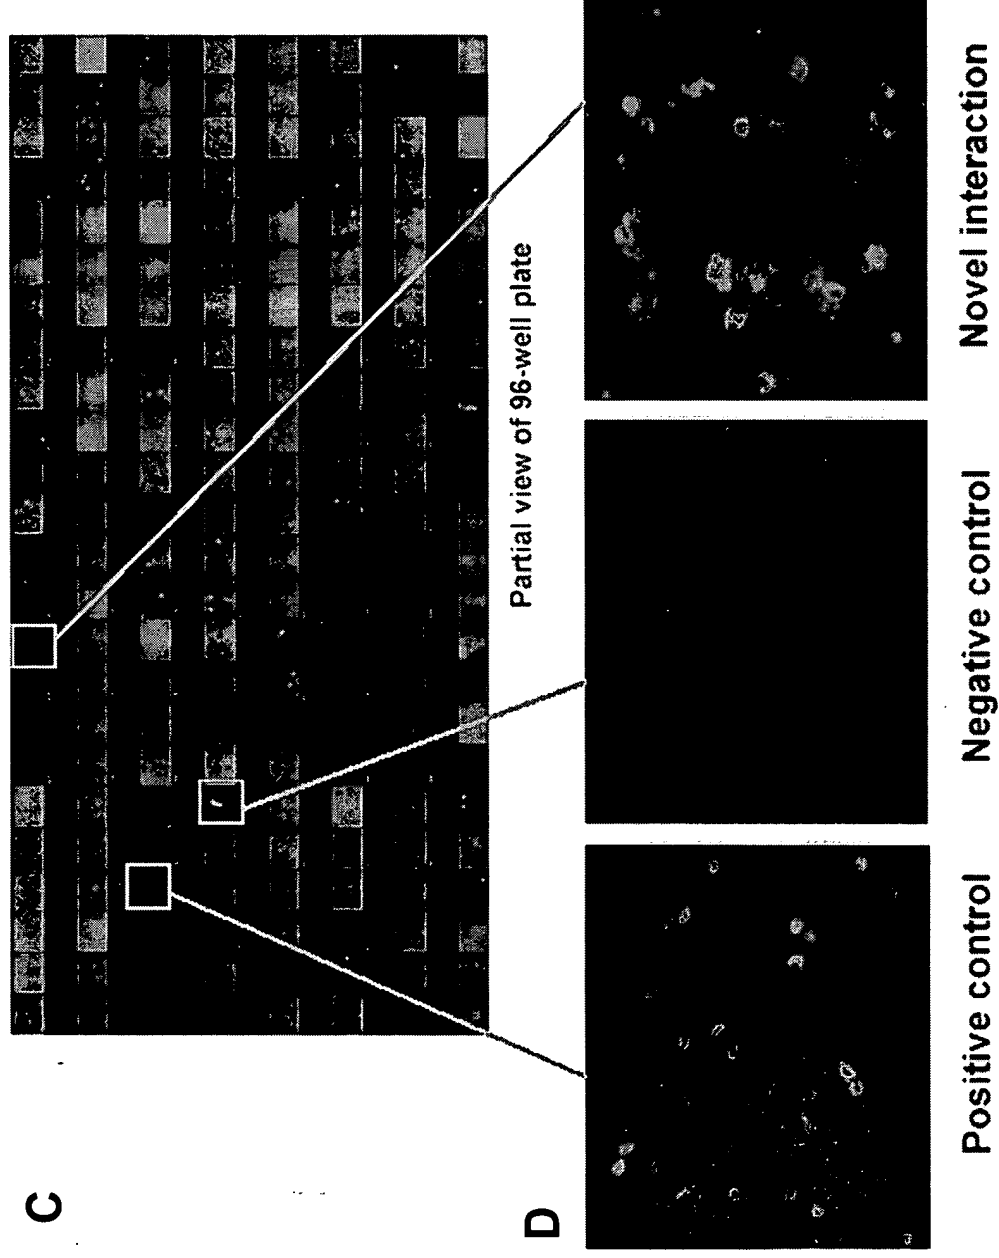 C
Partial view of 96-well plate
D
Positive control
Negative control
Novel interaction